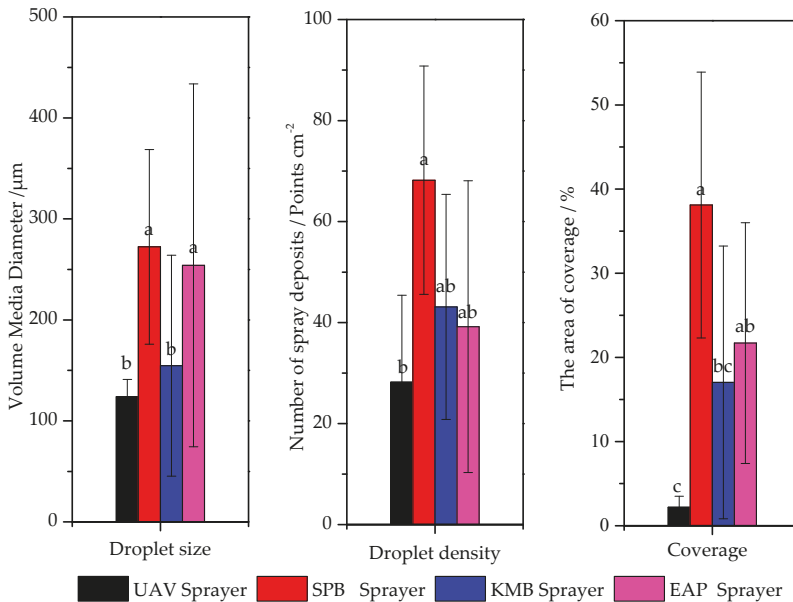 Volume Media Diameter /μm
500
400
300
200
100
0
b
a
b
a
Droplet size
Number of spray deposits / Points cm-2
100
80
60
40
20
0
b
a
ab
ab
Droplet density
The area of coverage / %
60
50
40
30
20
10
0
c
a
bc
ab
Coverage
UAV Sprayer SPB Sprayer KMB Sprayer EAP Sprayer